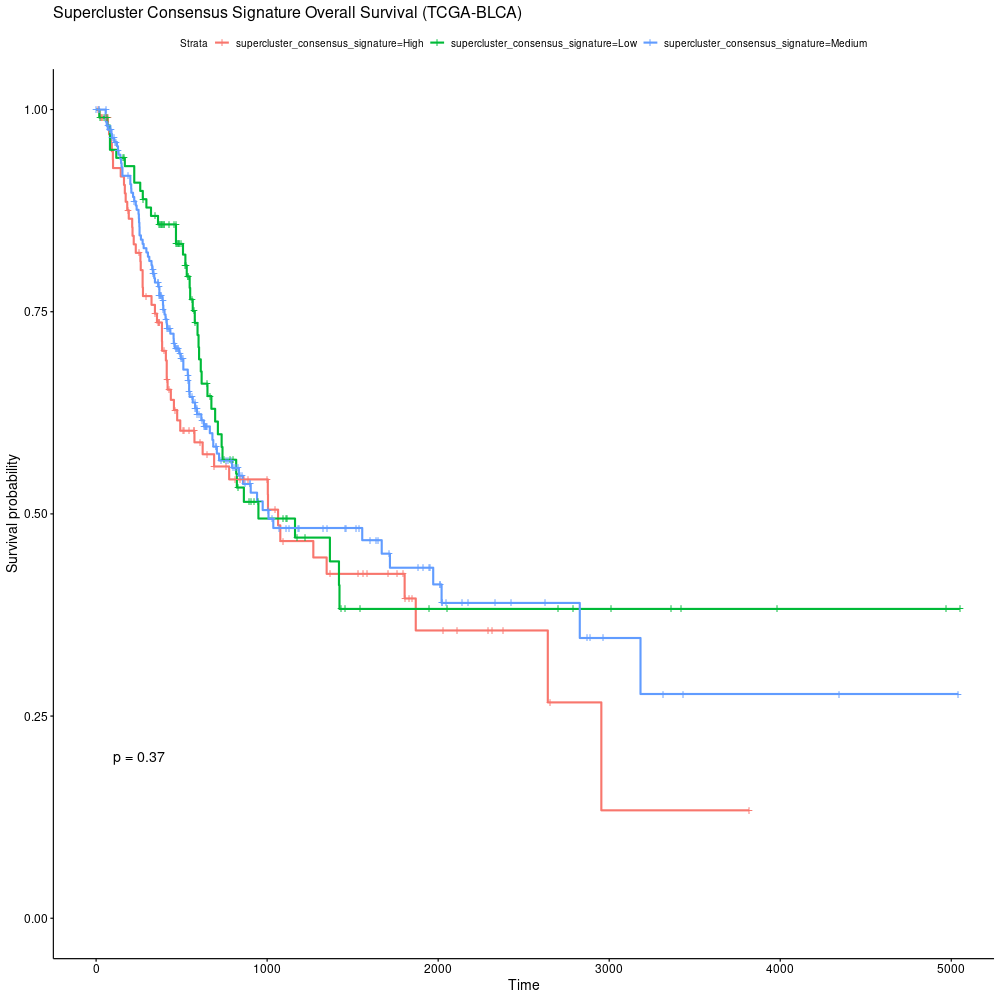 Supercluster Consensus Signature Overall Survival (TCGA-BLCA)
Strata supercluster_consensus_signature=High supercluster_consensus_signature=Low supercluster_consensus_signature=Medium
1.00
0.75
0.50
0.25
0.00
Survival probability
p = 0.37
0 1000 2000 3000 4000 5000
Time